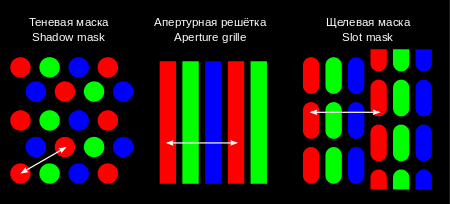 Теневая маска
Shadow mask
Апертурная решётка
Aperture grille
Щелевая маска
Slot mask